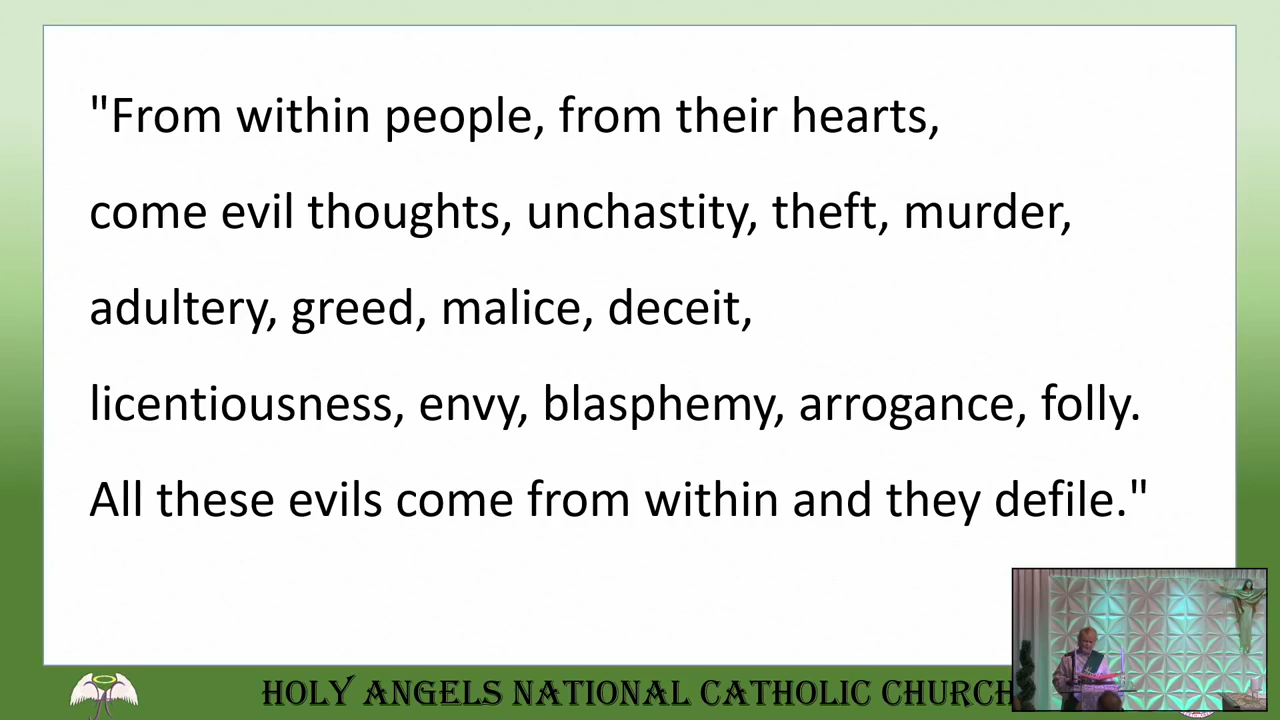 "From within people, from their hearts,
come evil thoughts, unchastity, theft, murder,
adultery, greed, malice, deceit,
licentiousness, envy, blasphemy, arrogance, folly.
All these evils come from within and they defile."
HOLY ANGELS NATIONAL CATHOLIC CHURCH